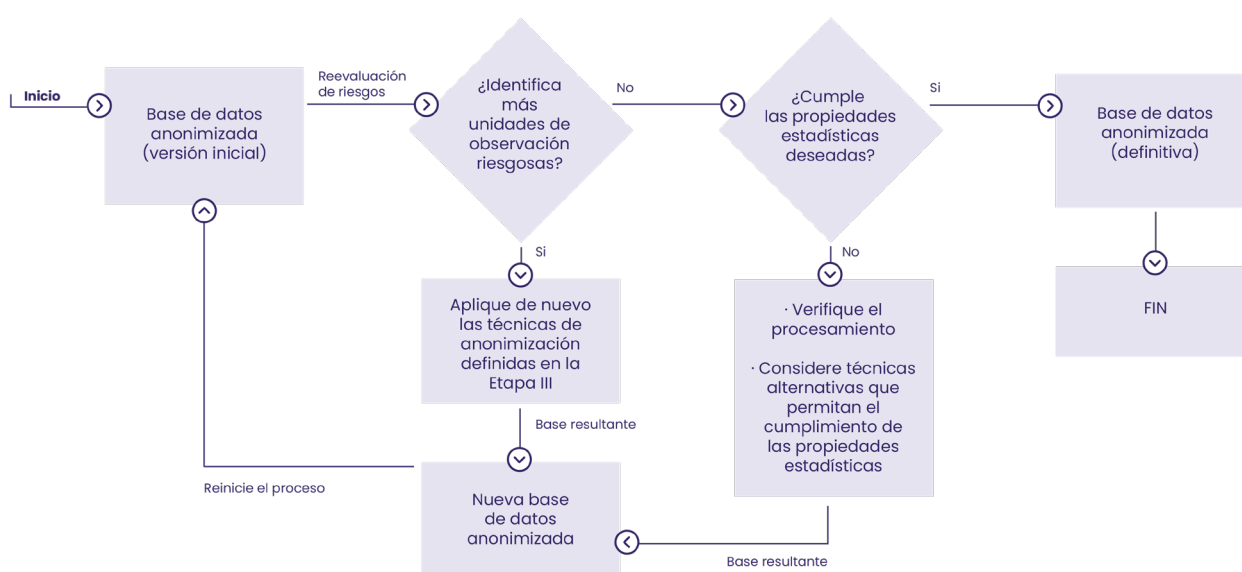 Inicio
Base de datos
anonimizada
(versión inicial)
Reevaluación
de riesgos
¿Identifica
más
unidades de
observación
riesgosas?
No
¿Cumple
las propiedades
estadísticas
deseadas?
Si
Base de datos
anonimizada
(definitiva)
FIN
Si
Aplique de nuevo
las técnicas de
anonimización
definidas en la
Etapa III
Base resultante
Nueva base
de datos
anonimizada
Reinicie el proceso
No
· Verifique el
procesamiento
· Considere técnicas
alternativas que
permitan el
cumplimiento de
las propiedades
estadísticas
Base resultante